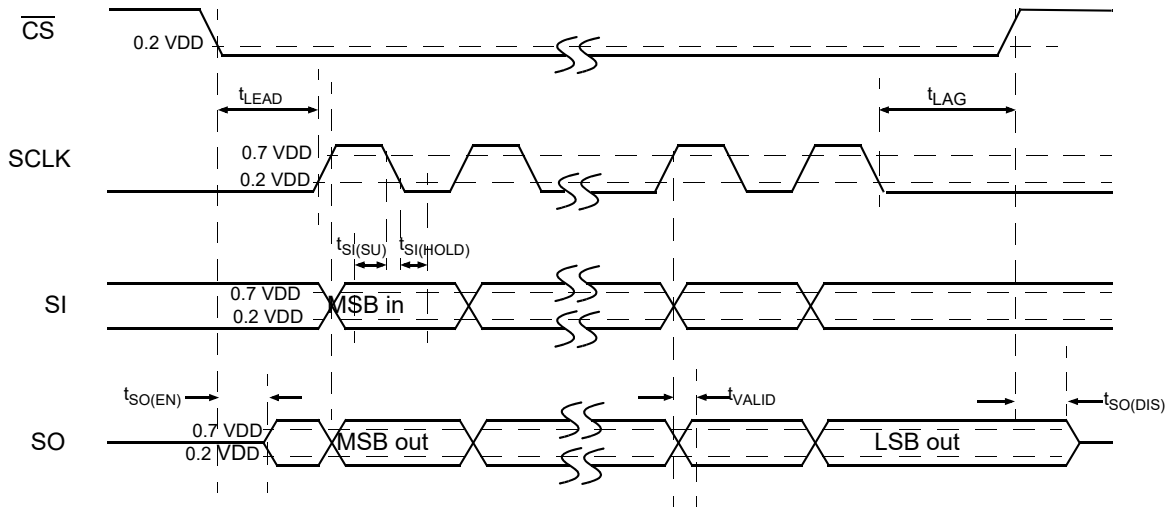 CS
0.2 VDD
tLEAD
tLAG
SCLK
0.7 VDD
0.2 VDD
tSI(SU)
tSI(HOLD)
SI
0.7 VDD
0.2 VDD
MSB in
tSO(EN)
tVALID
tSO(DIS)
SO
0.7 VDD
0.2 VDD
MSB out
LSB out